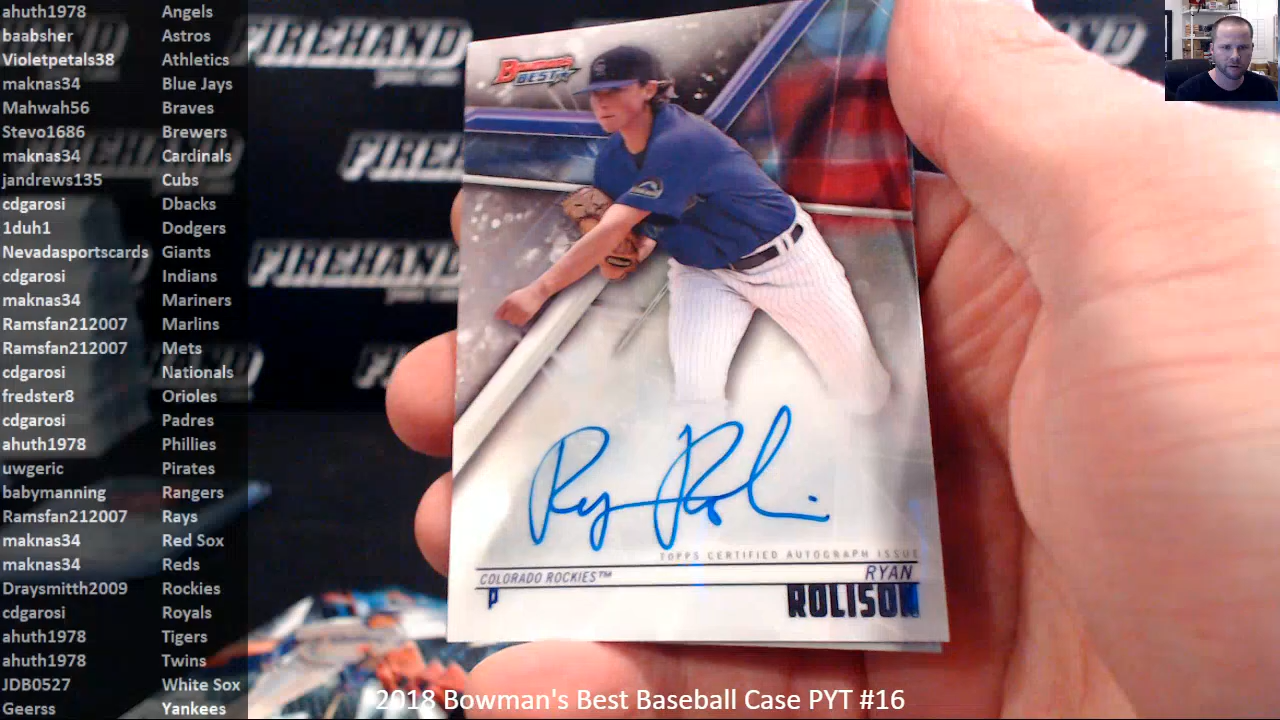 ahuth1978 Angels
baabsher Astros
Violetpetals38 Athletics
maknas34 Blue Jays
Mahwah56 Braves
Stevo1686 Brewers
maknas34 Cardinals
jandrews135 Cubs
cdgarosi Dbacks
1duh1 Dodgers
Nevadasportscards Giants
cdgarosi Indians
maknas34 Mariners
Ramsfan212007 Marlins
Ramsfan212007 Mets
cdgarosi Nationals
fredster8 Orioles
cdgarosi Padres
ahuth1978 Phillies
uwgeric Pirates
babymanning Rangers
Ramsfan212007 Rays
maknas34 Red Sox
maknas34 Reds
Draysmitth2009 Rockies
cdgarosi Royals
ahuth1978 Tigers
ahuth1978 Twins
JDB0527 White Sox
Geerss Yankees
FIREHAND
FIREHAND
BOWMAN'S
BEST
Ryan Rolison
TOPPS CERTIFIED AUTOGRAPH ISSUE
COLORADO ROCKIES™ RYAN
P ROLISON
2018 Bowman's Best Baseball Case PYT #16